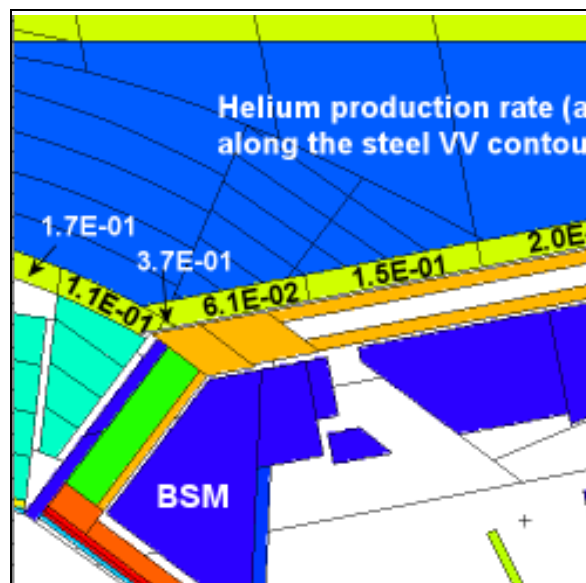 Helium production rate (a
along the steel VV contou
1.7E-01
3.7E-01
1.1E-01
6.1E-02
1.5E-01
2.0E
BSM